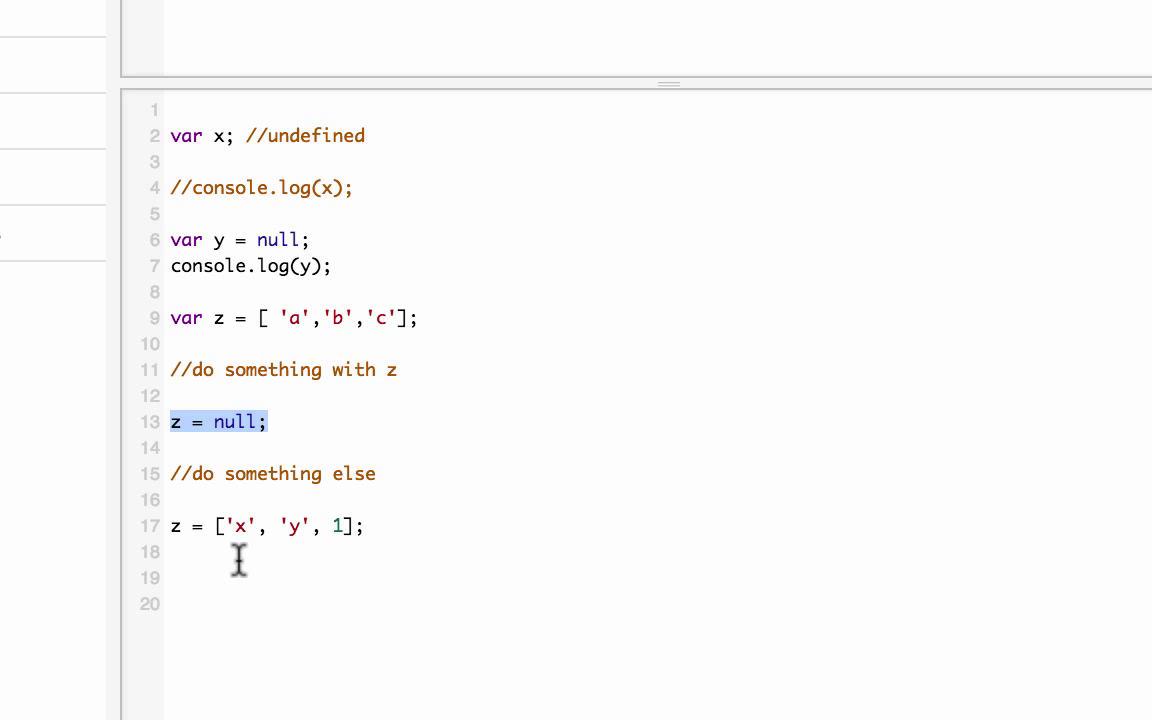 1
2 var x; //undefined
3
4 //console.log(x);
5
6 var y = null;
7 console.log(y);
8
9 var z = [ 'a','b','c'];
10
11 //do something with z
12
13 z = null;
14
15 //do something else
16
17 z = ['x', 'y', 1];
18
19
20